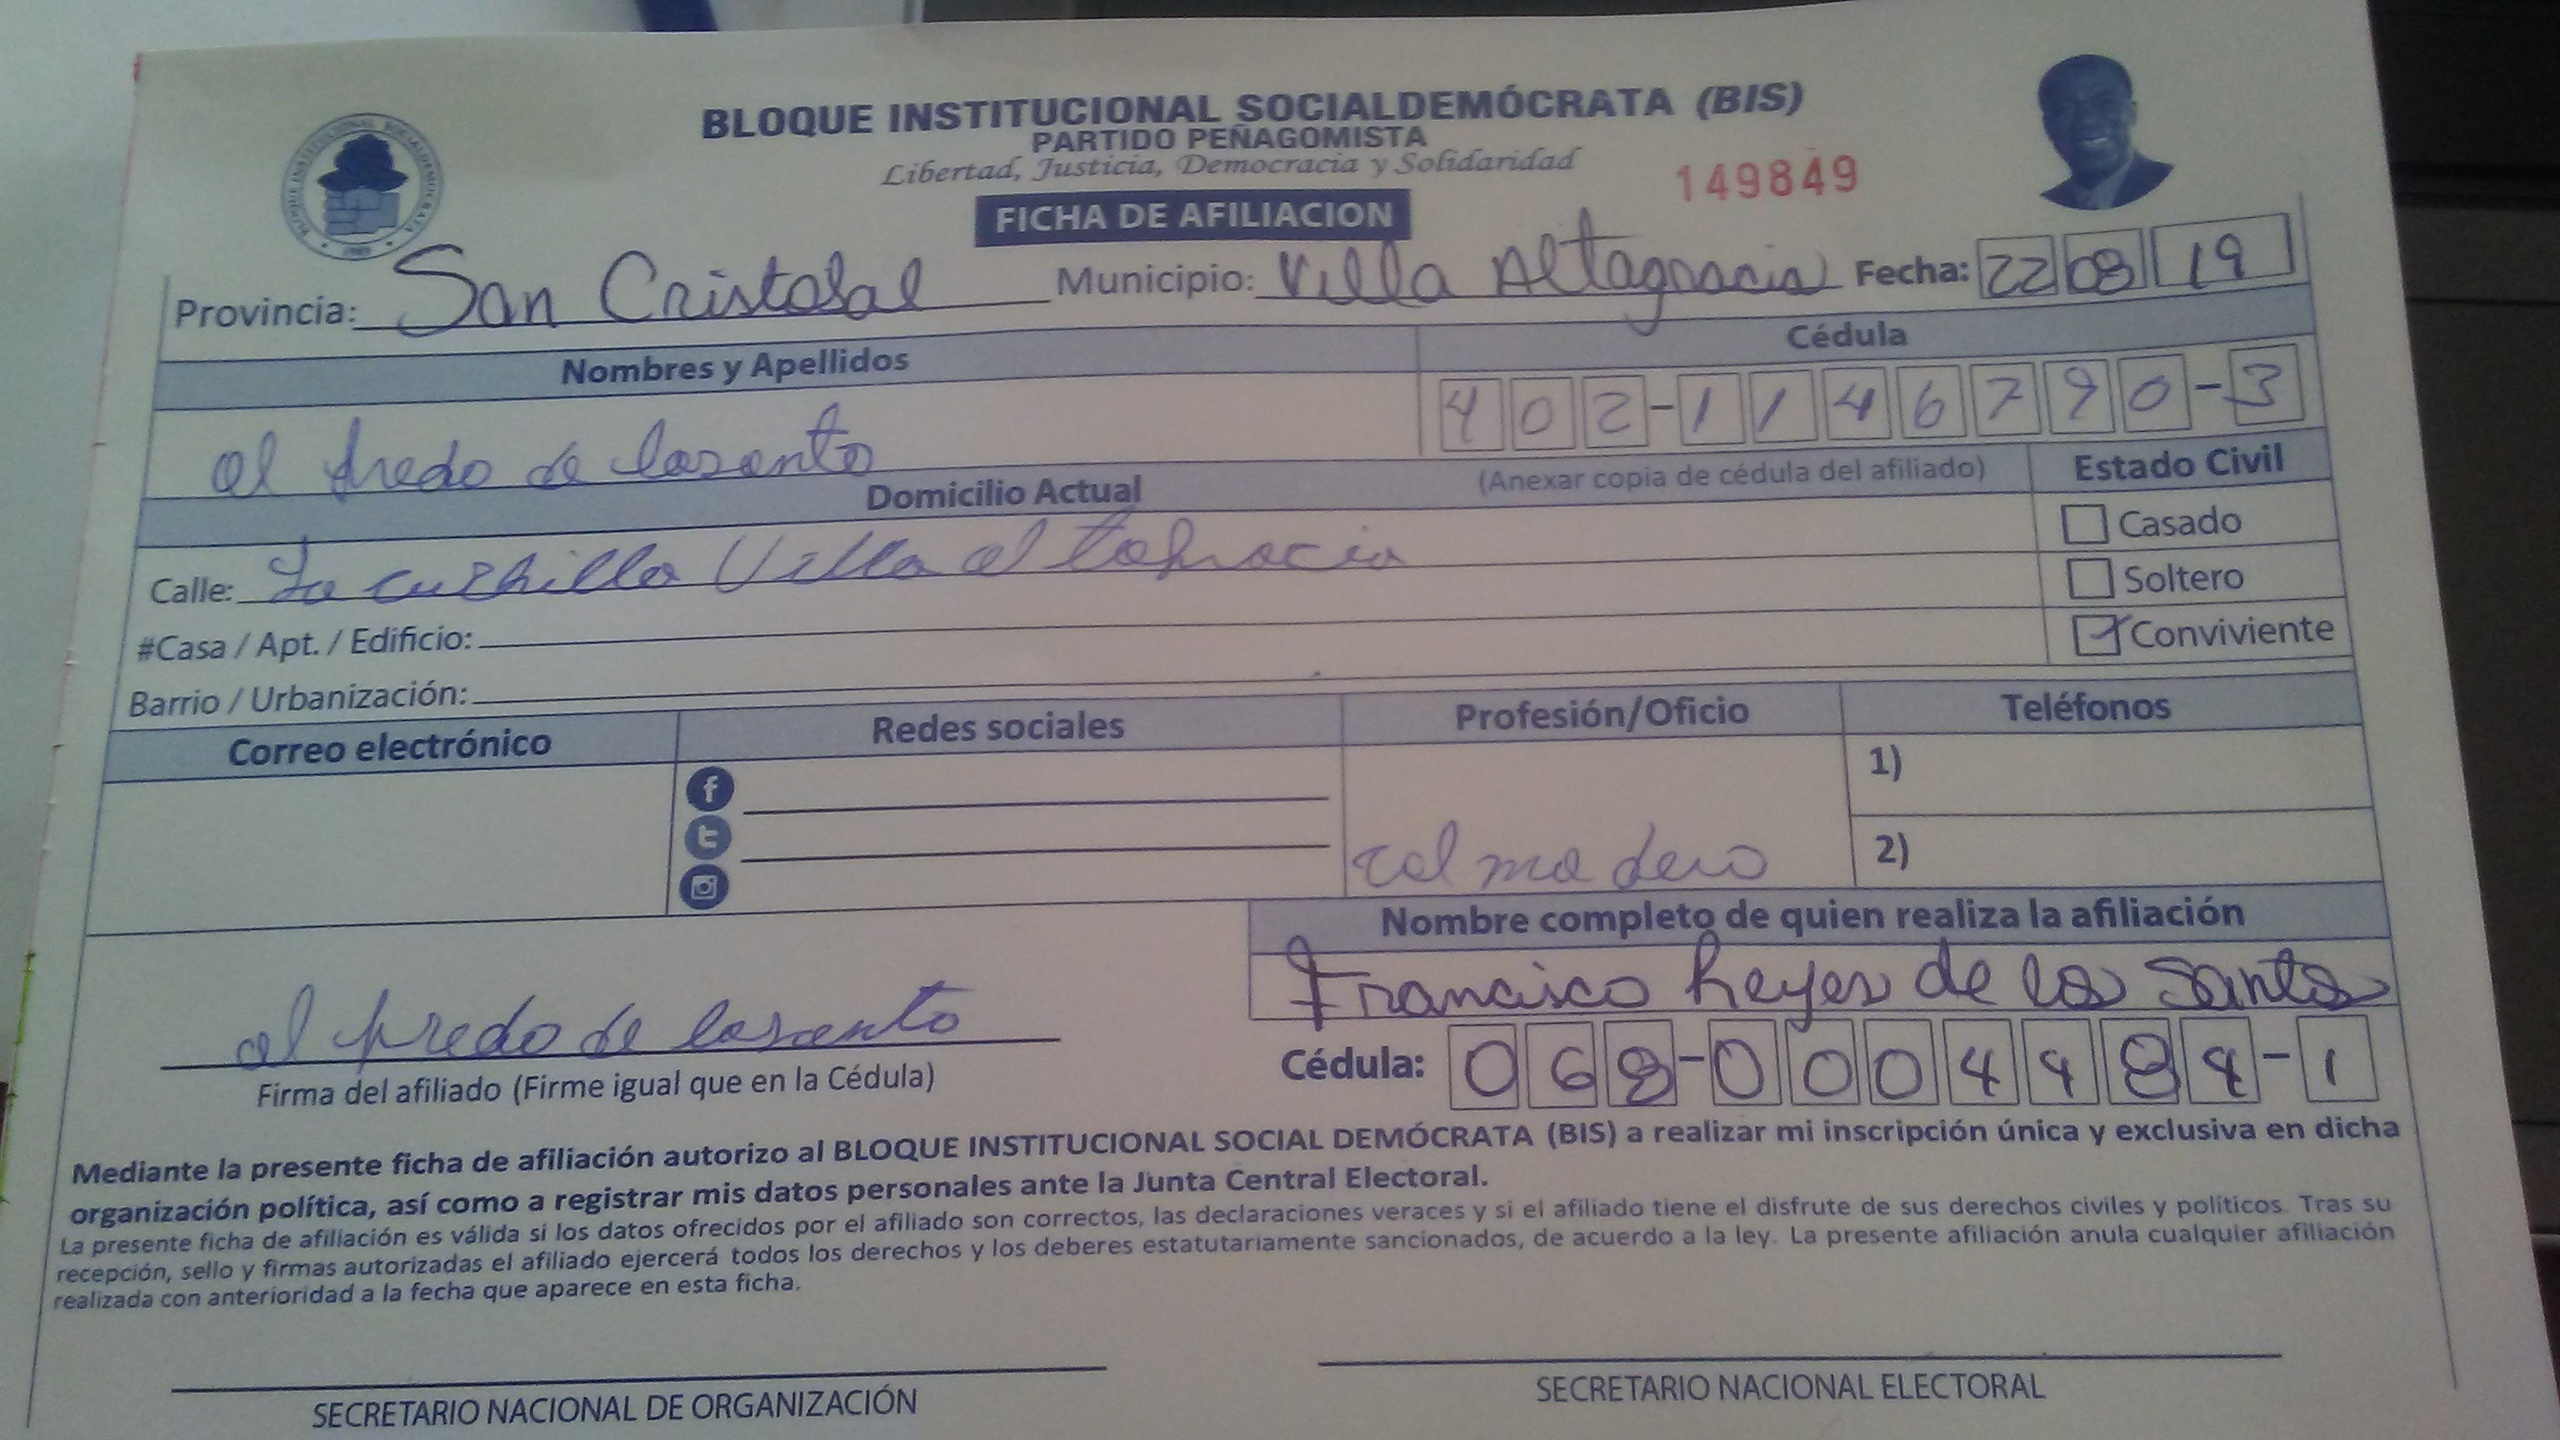 BLOQUE INSTITUCIONAL SOCIALDEMÓCRATA (BIS)
PARTIDO PEÑAGOMISTA
Libertad, Justicia, Democracia y Solidaridad
149849
FICHA DE AFILIACION
BLOQUE INSTITUCIONAL SOCIALDEMOCRATA
Provincia: San Cristobal Municipio: Villa Altagracia Fecha: 22 08 19
Nombres y Apellidos Cédula
al fredo de lasanto 402-1146790-3
Domicilio Actual (Anexar copia de cédula del afiliado) Estado Civil
Casado
Calle: La cuchilla Villa al tahracia
Soltero
#Casa / Apt. / Edificio:
Conviviente
Barrio / Urbanización:
Correo electrónico Redes sociales Profesión/Oficio Teléfonos
1)
2)
Nombre completo de quien realiza la afiliación
Francisco Reyes de los Santos
al fredo de lasanto
Cédula: 068-0004484-1
Firma del afiliado (Firme igual que en la Cédula)
Mediante la presente ficha de afiliación autorizo al BLOQUE INSTITUCIONAL SOCIAL DEMÓCRATA (BIS) a realizar mi inscripción única y exclusiva en dicha
organización política, así como a registrar mis datos personales ante la Junta Central Electoral.
La presente ficha de afiliación es válida si los datos ofrecidos por el afiliado son correctos, las declaraciones veraces y si el afiliado tiene el disfrute de sus derechos civiles y políticos. Tras su
recepción, sello y firmas autorizadas el afiliado ejercerá todos los derechos y los deberes estatutariamente sancionados, de acuerdo a la ley. La presente afiliación anula cualquier afiliación
realizada con anterioridad a la fecha que aparece en esta ficha.
SECRETARIO NACIONAL DE ORGANIZACIÓN SECRETARIO NACIONAL ELECTORAL